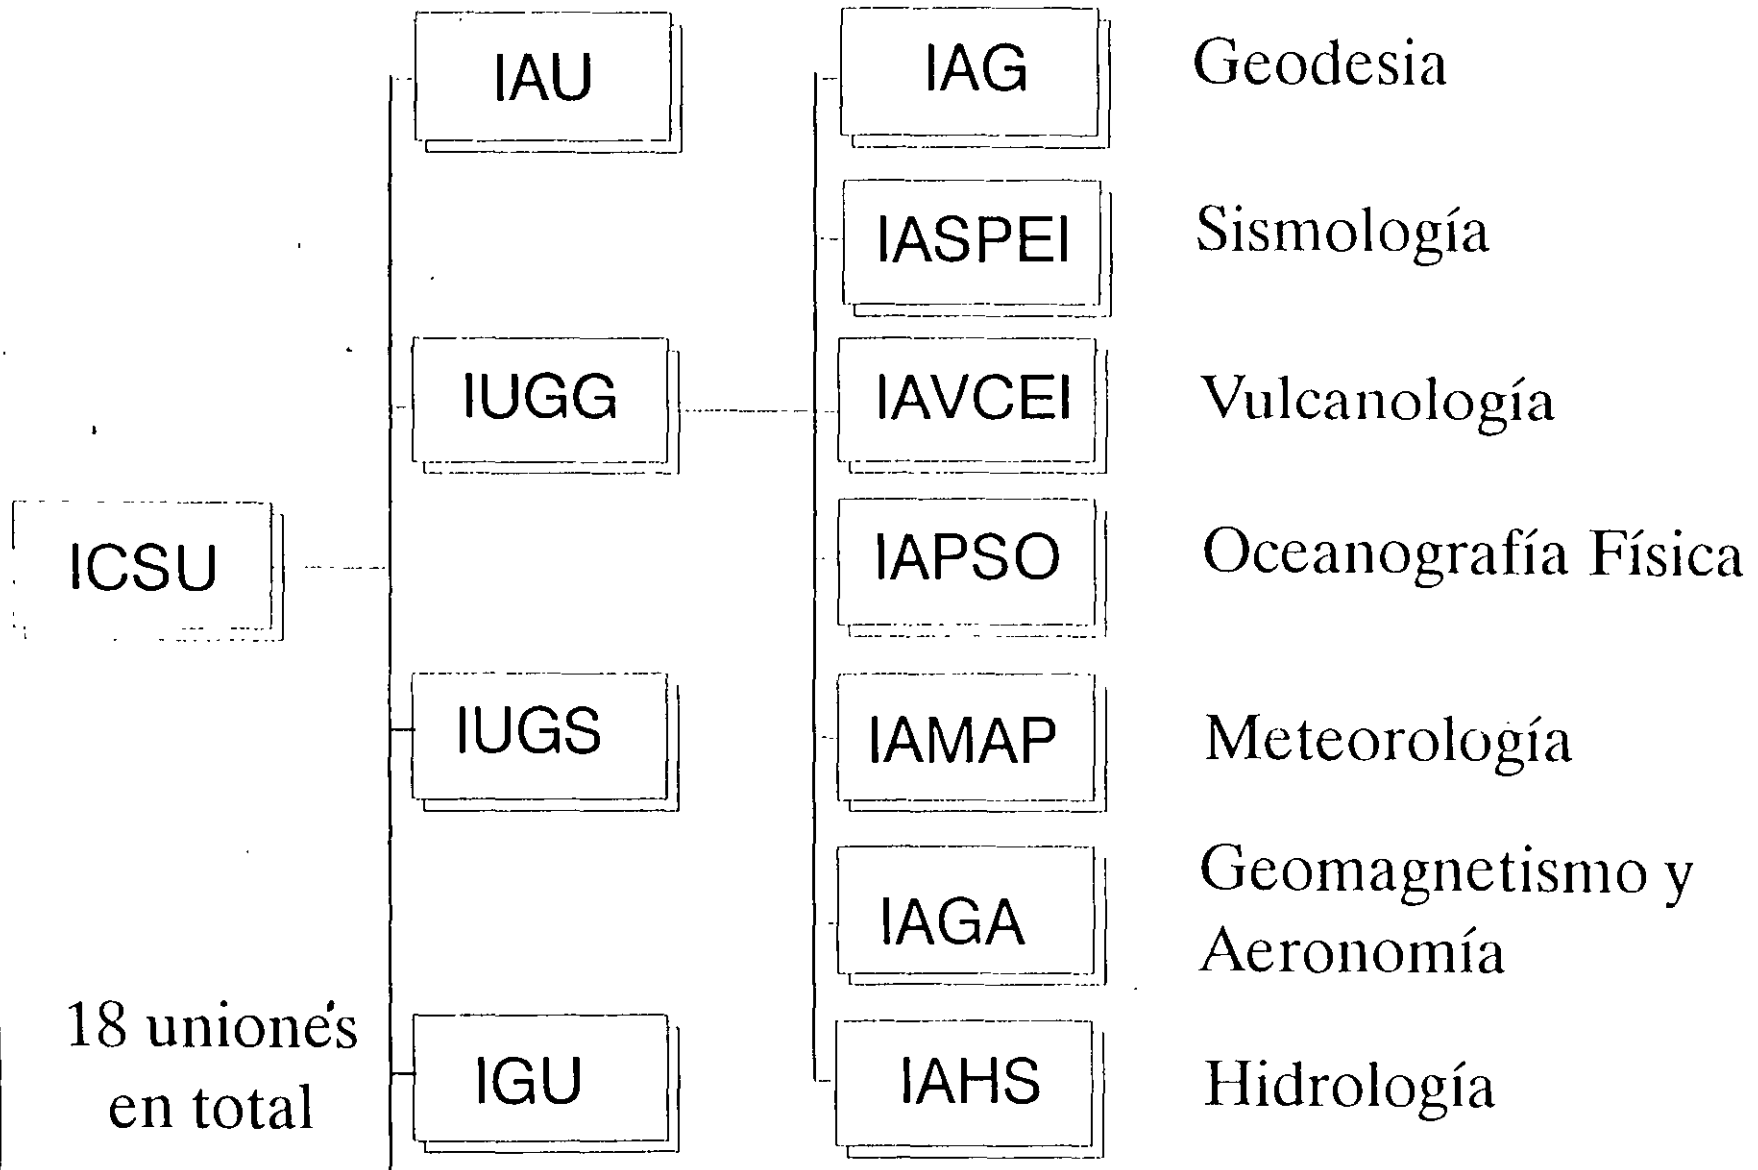 IAU
IAG
Geodesia
IASPEI
Sismología
IUGG
IAVCEI
Vulcanología
ICSU
IAPSO
Oceanografía Física
IUGS
IAMAP
Meteorología
IAGA
Geomagnetismo y
Aeronomía
18 uniones
en total
IGU
IAHS
Hidrología